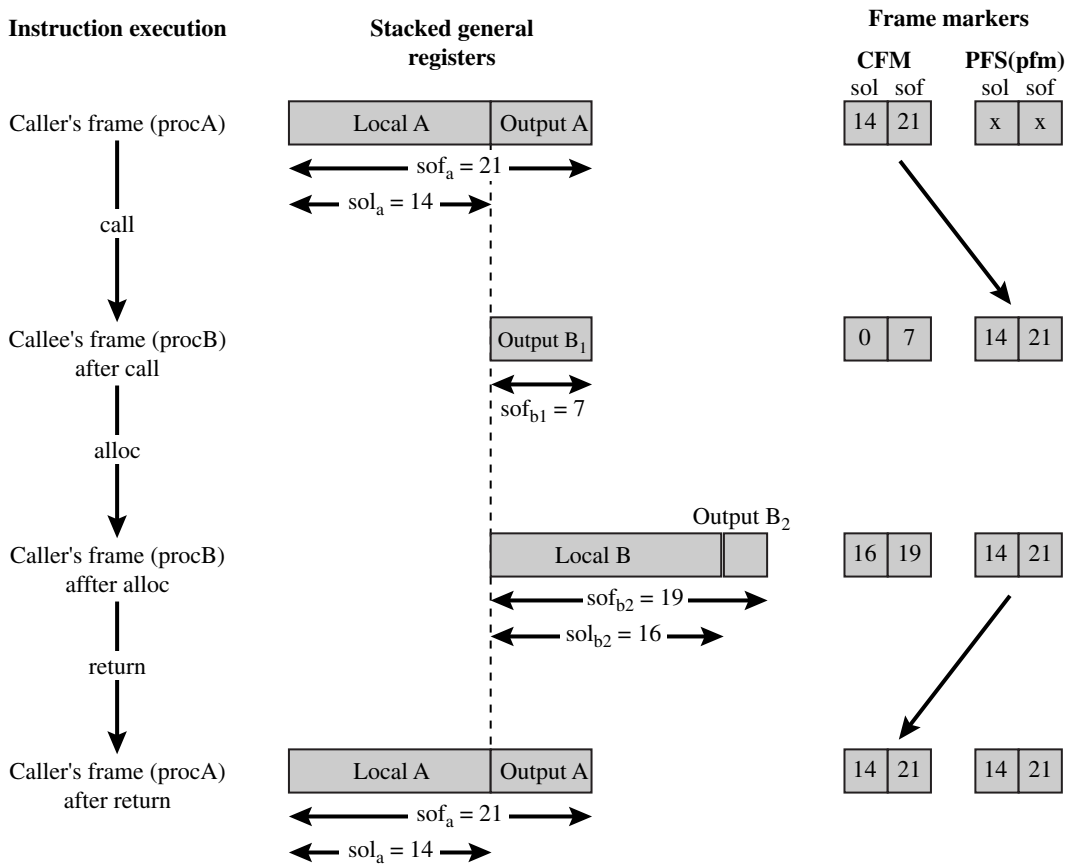 Instruction execution
Stacked general
registers
Frame markers
CFM
PFS(pfm)
sol sof
sol sof
Caller's frame (procA)
Local A
Output A
14 21
x x
sofa = 21
sola = 14
call
Callee's frame (procB)
after call
Output B1
0 7
14 21
sofb1 = 7
alloc
Output B2
Caller's frame (procB)
affter alloc
Local B
16 19
14 21
sofb2 = 19
solb2 = 16
return
Caller's frame (procA)
after return
Local A
Output A
14 21
14 21
sofa = 21
sola = 14